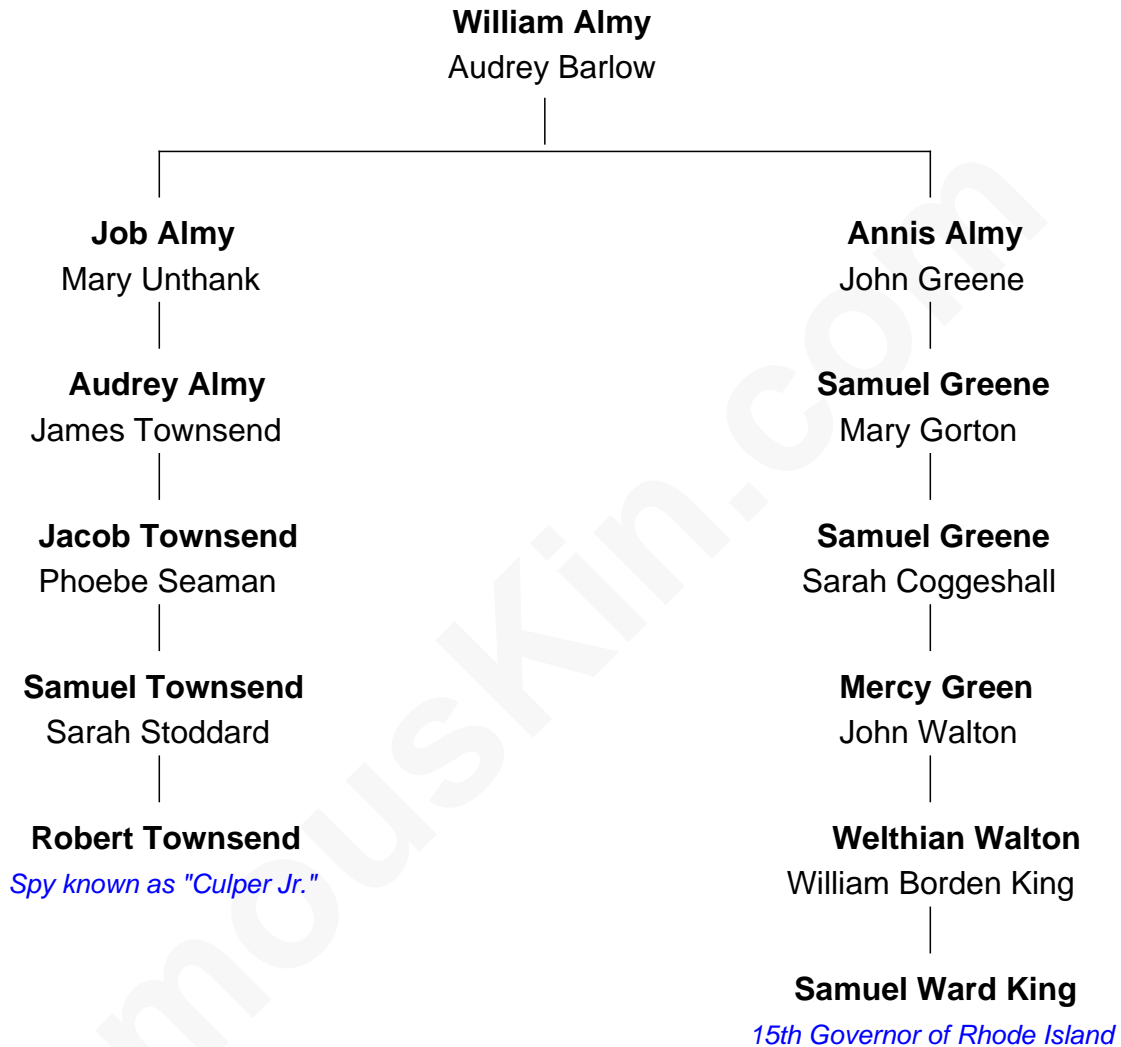 William Almy
Audrey Barlow
Job Almy
Mary Unthank
Annis Almy
John Greene
Audrey Almy
James Townsend
Samuel Greene
Mary Gorton
Jacob Townsend
Phoebe Seaman
Samuel Greene
Sarah Coggeshall
Samuel Townsend
Sarah Stoddard
Mercy Green
John Walton
Robert Townsend
Spy known as "Culper Jr."
Welthian Walton
William Borden King
Samuel Ward King
15th Governor of Rhode Island
mouskin.com